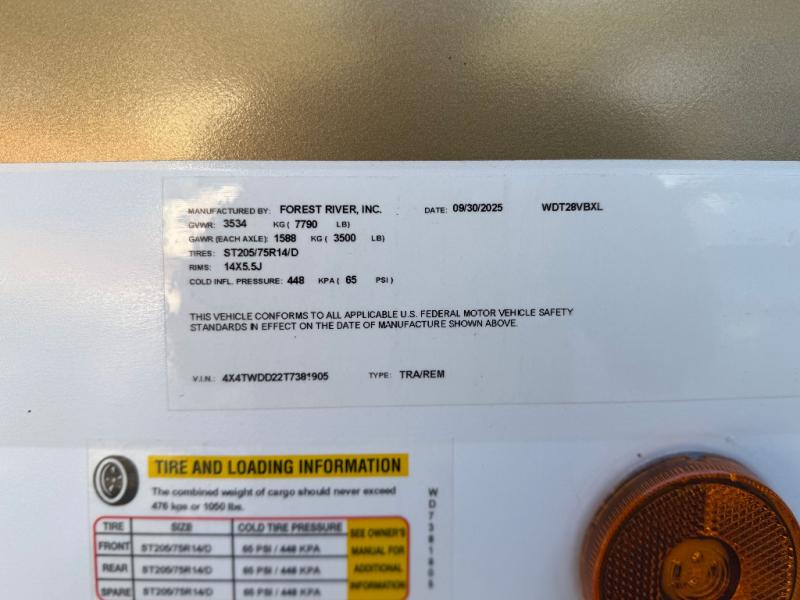 MANUFACTURED BY: FOREST RIVER, INC. DATE: 09/30/2025 WDT28VBXL
GVWR: 3534 KG ( 7790 LB)
GAWR (EACH AXLE): 1588 KG ( 3500 LB)
TIRES: ST205/75R14/D
RIMS: 14X5.5J
COLD INFL. PRESSURE: 448 KPA ( 65 PSI )
THIS VEHICLE CONFORMS TO ALL APPLICABLE U.S. FEDERAL MOTOR VEHICLE SAFETY
STANDARDS IN EFFECT ON THE DATE OF MANUFACTURE SHOWN ABOVE.
V.I.N.: 4X4TWDD22T7381905 TYPE: TRA/REM
TIRE AND LOADING INFORMATION
The combined weight of cargo should never exceed
476 kgs or 1050 lbs.
TIRE SIZE COLD TIRE PRESSURE SEE OWNER'S
FRONT ST205/75R14/D 65 PSI / 448 KPA MANUAL FOR
REAR ST205/75R14/D 65 PSI / 448 KPA ADDITIONAL
SPARE ST205/75R14/D 65 PSI / 448 KPA INFORMATION
WD7381905